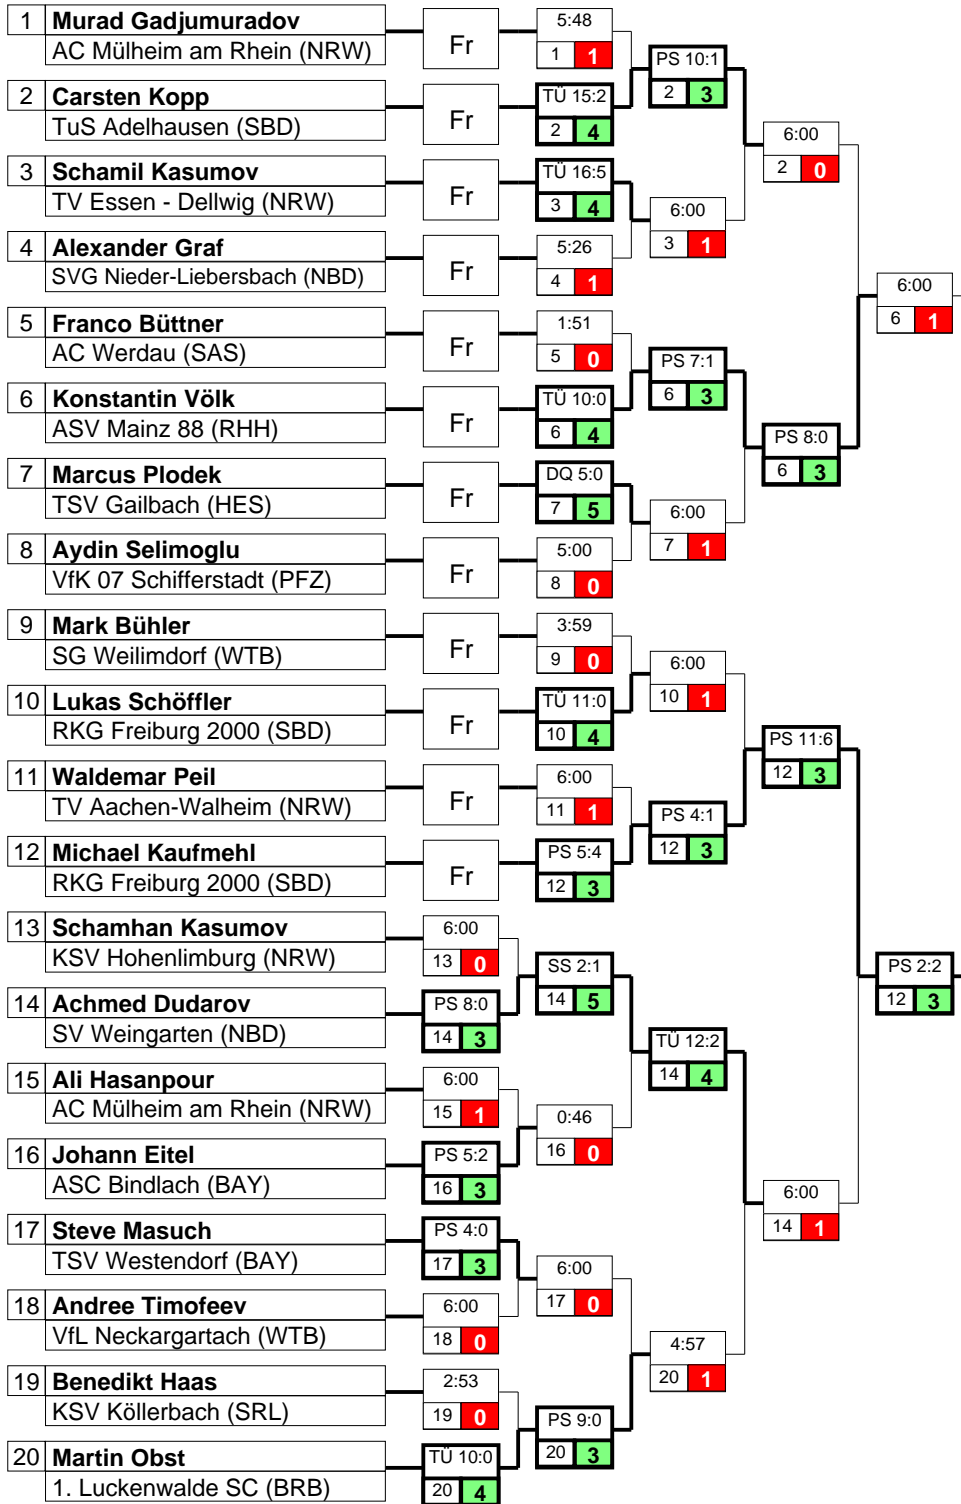 1 Murad Gadjumuradov
AC Mülheim am Rhein (NRW)
Fr
5:48
1 1
PS 10:1
2 3
2 Carsten Kopp
TuS Adelhausen (SBD)
Fr
TÜ 15:2
2 4
6:00
2 0
3 Schamil Kasumov
TV Essen - Dellwig (NRW)
Fr
TÜ 16:5
3 4
6:00
3 1
4 Alexander Graf
SVG Nieder-Liebersbach (NBD)
Fr
5:26
4 1
6:00
6 1
5 Franco Büttner
AC Werdau (SAS)
Fr
1:51
5 0
PS 7:1
6 3
6 Konstantin Völk
ASV Mainz 88 (RHH)
Fr
TÜ 10:0
6 4
PS 8:0
6 3
7 Marcus Plodek
TSV Gailbach (HES)
Fr
DQ 5:0
7 5
6:00
7 1
8 Aydin Selimoglu
VfK 07 Schifferstadt (PFZ)
Fr
5:00
8 0
9 Mark Bühler
SG Weilimdorf (WTB)
Fr
3:59
9 0
6:00
10 1
10 Lukas Schöffler
RKG Freiburg 2000 (SBD)
Fr
TÜ 11:0
10 4
PS 11:6
12 3
11 Waldemar Peil
TV Aachen-Walheim (NRW)
Fr
6:00
11 1
PS 4:1
12 3
12 Michael Kaufmehl
RKG Freiburg 2000 (SBD)
Fr
PS 5:4
12 3
13 Schamhan Kasumov
KSV Hohenlimburg (NRW)
6:00
13 0
SS 2:1
14 5
PS 2:2
12 3
14 Achmed Dudarov
SV Weingarten (NBD)
PS 8:0
14 3
TÜ 12:2
14 4
15 Ali Hasanpour
AC Mülheim am Rhein (NRW)
6:00
15 1
0:46
16 0
16 Johann Eitel
ASC Bindlach (BAY)
PS 5:2
16 3
6:00
14 1
17 Steve Masuch
TSV Westendorf (BAY)
PS 4:0
17 3
6:00
17 0
18 Andree Timofeev
VfL Neckargartach (WTB)
6:00
18 0
4:57
20 1
19 Benedikt Haas
KSV Köllerbach (SRL)
2:53
19 0
PS 9:0
20 3
20 Martin Obst
1. Luckenwalde SC (BRB)
TÜ 10:0
20 4